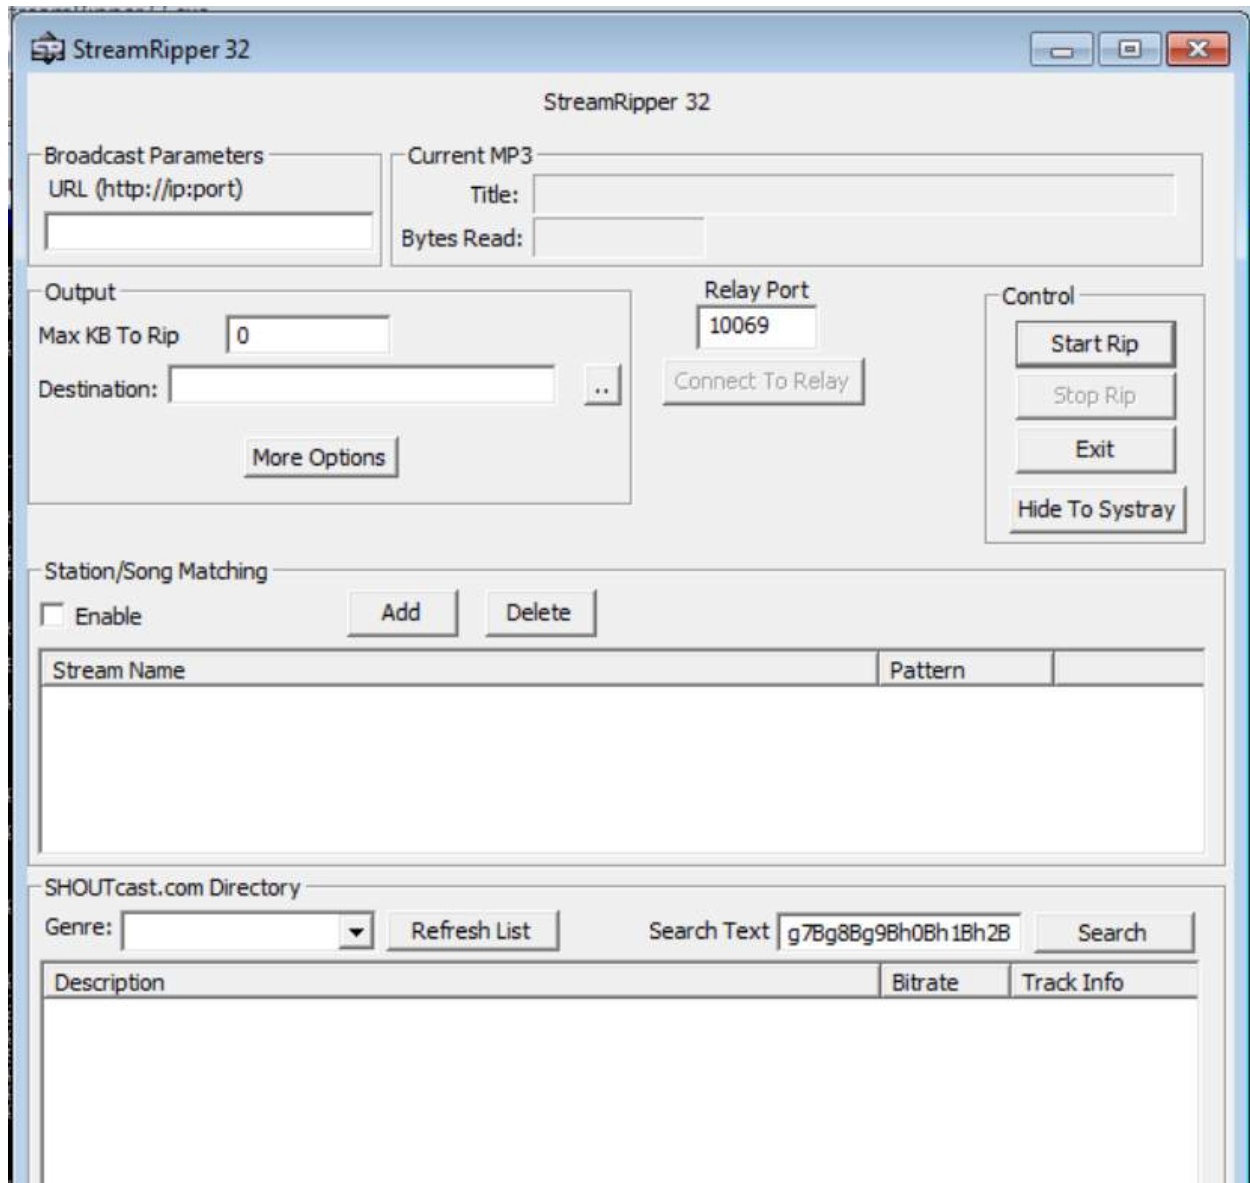 StreamRipper 32
StreamRipper 32
Broadcast Parameters
URL (http://ip:port)
Current MP3
Title:
Bytes Read:
Output
Max KB To Rip 0
Destination: ..
More Options
Relay Port
10069
Connect To Relay
Control
Start Rip
Stop Rip
Exit
Hide To Systray
Station/Song Matching
Enable Add Delete
Stream Name Pattern
SHOUTcast.com Directory
Genre: Refresh List Search Text g7Bg8Bg9Bh0Bh1Bh2B Search
Description Bitrate Track Info